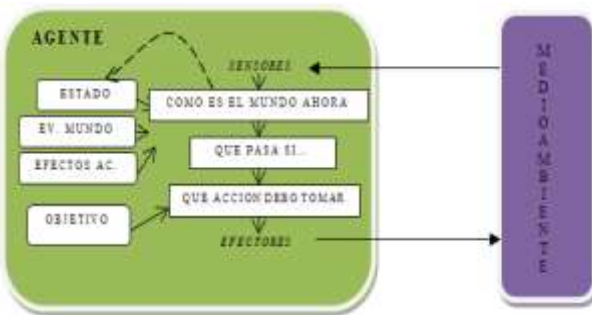 AGENTE
SENSORES
ESTADO
COMO ES EL MUNDO AHORA
EV. MUNDO
QUE PASA SI...
EFECTOS AC.
QUE ACCION DEBO TOMAR
OBJETIVO
EFECTORES
MEDIOAMBIENTE